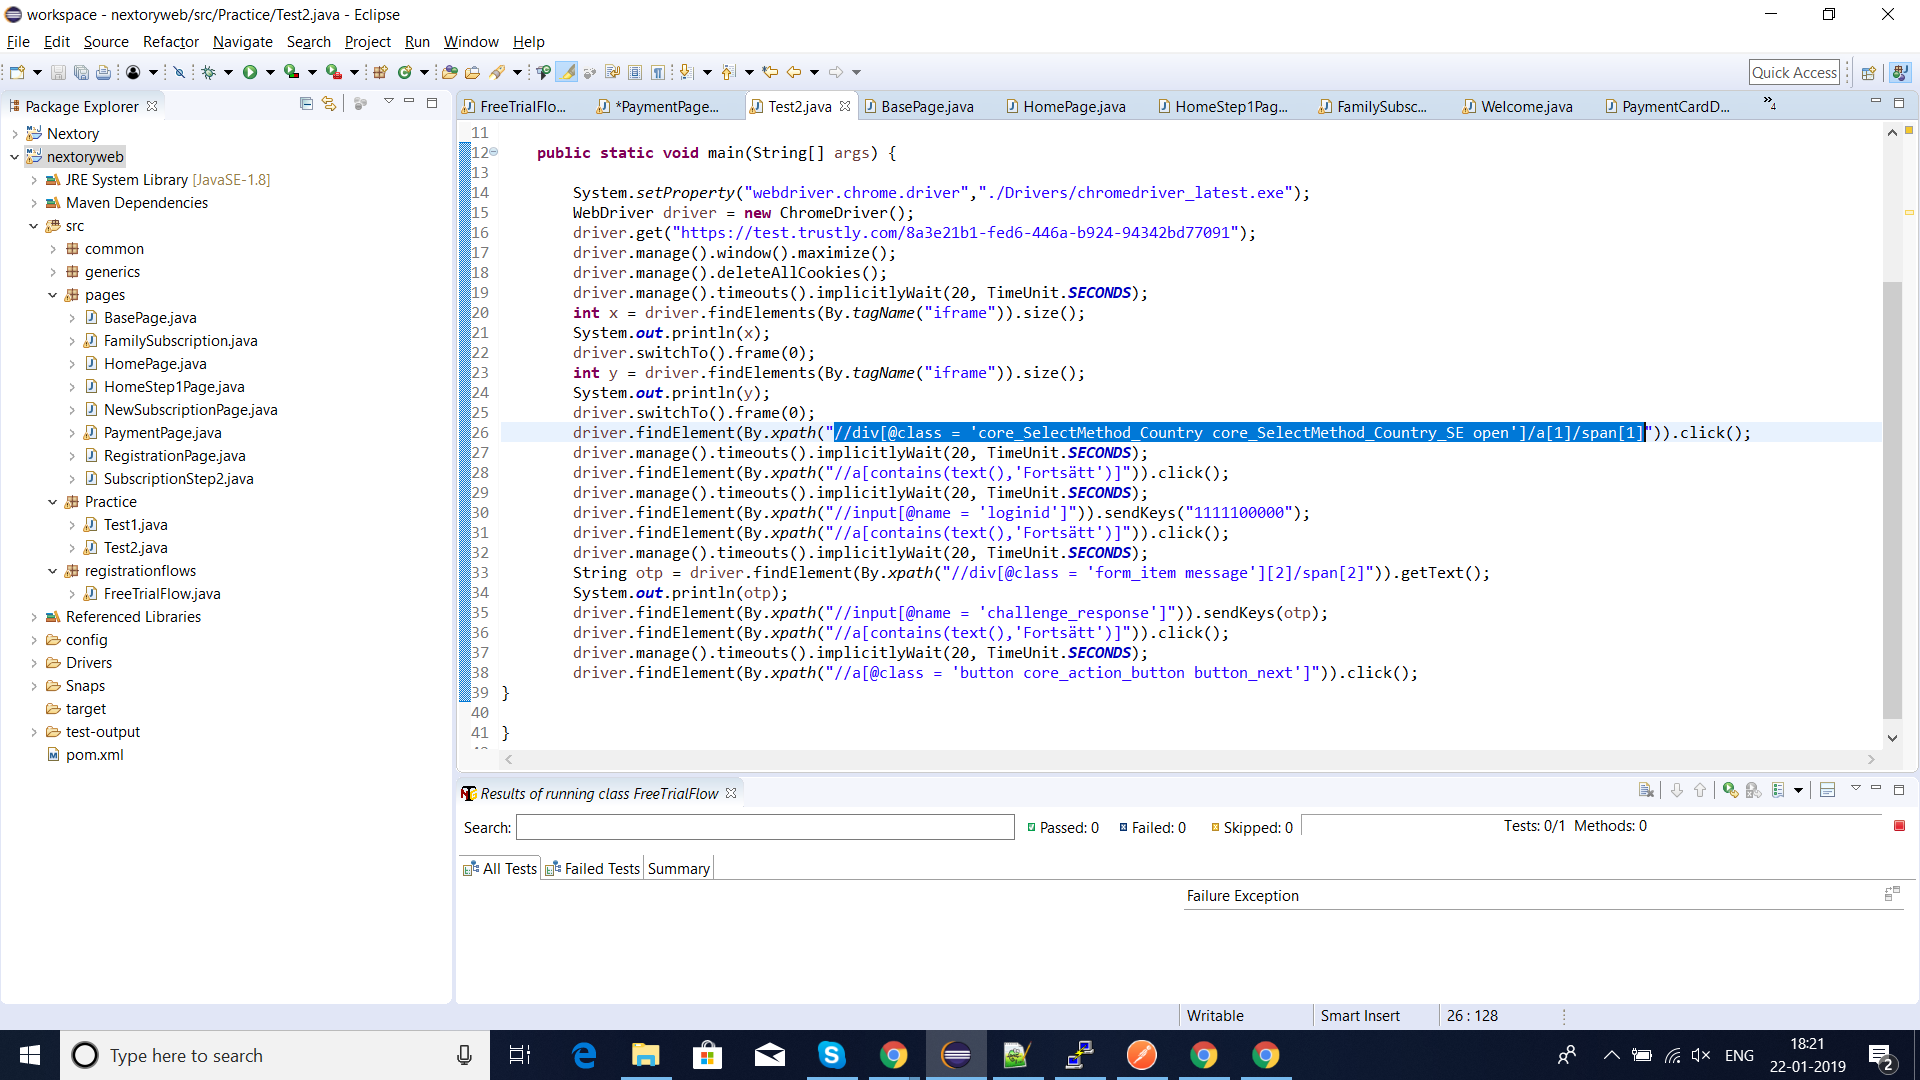 workspace - nextoryweb/src/Practice/Test2.java - Eclipse
File Edit Source Refactor Navigate Search Project Run Window Help
Quick Access
Package Explorer
Nextory
nextoryweb
JRE System Library [JavaSE-1.8]
Maven Dependencies
src
common
generics
pages
BasePage.java
FamilySubscription.java
HomePage.java
HomeStep1Page.java
NewSubscriptionPage.java
PaymentPage.java
RegistrationPage.java
SubscriptionStep2.java
Practice
Test1.java
Test2.java
registrationflows
FreeTrialFlow.java
Referenced Libraries
config
Drivers
Snaps
target
test-output
pom.xml
FreeTrialFlo... *PaymentPage... Test2.java BasePage.java HomePage.java HomeStep1Pag... FamilySubsc... Welcome.java PaymentCardD... »4
11
12 public static void main(String[] args) {
13
14 System.setProperty("webdriver.chrome.driver","./Drivers/chromedriver_latest.exe");
15 WebDriver driver = new ChromeDriver();
16 driver.get("https://test.trustly.com/8a3e21b1-fed6-446a-b924-94342bd77091");
17 driver.manage().window().maximize();
18 driver.manage().deleteAllCookies();
19 driver.manage().timeouts().implicitlyWait(20, TimeUnit.SECONDS);
20 int x = driver.findElements(By.tagName("iframe")).size();
21 System.out.println(x);
22 driver.switchTo().frame(0);
23 int y = driver.findElements(By.tagName("iframe")).size();
24 System.out.println(y);
25 driver.switchTo().frame(0);
26 driver.findElement(By.xpath("//div[@class = 'core_SelectMethod_Country core_SelectMethod_Country_SE open']/a[1]/span[1]")).click();
27 driver.manage().timeouts().implicitlyWait(20, TimeUnit.SECONDS);
28 driver.findElement(By.xpath("//a[contains(text(),'Fortsätt')]")).click();
29 driver.manage().timeouts().implicitlyWait(20, TimeUnit.SECONDS);
30 driver.findElement(By.xpath("//input[@name = 'loginid']")).sendKeys("1111100000");
31 driver.findElement(By.xpath("//a[contains(text(),'Fortsätt')]")).click();
32 driver.manage().timeouts().implicitlyWait(20, TimeUnit.SECONDS);
33 String otp = driver.findElement(By.xpath("//div[@class = 'form_item message'][2]/span[2]")).getText();
34 System.out.println(otp);
35 driver.findElement(By.xpath("//input[@name = 'challenge_response']")).sendKeys(otp);
36 driver.findElement(By.xpath("//a[contains(text(),'Fortsätt')]")).click();
37 driver.manage().timeouts().implicitlyWait(20, TimeUnit.SECONDS);
38 driver.findElement(By.xpath("//a[@class = 'button core_action_button button_next']")).click();
39 }
40
41 }
Results of running class FreeTrialFlow
Search: Passed: 0 Failed: 0 Skipped: 0 Tests: 0/1 Methods: 0
All Tests Failed Tests Summary
Failure Exception
Writable Smart Insert 26 : 128
Type here to search
ENG
18:21
22-01-2019
2